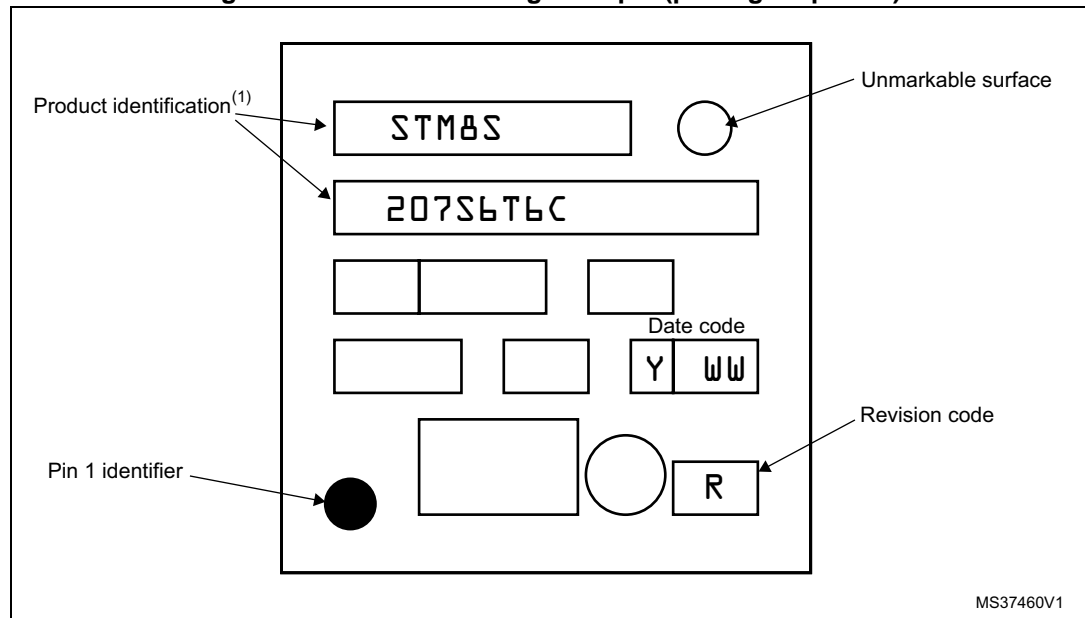 Unmarkable surface
Product identification(1)
STM8S
207S6T6C
Date code
Y WW
Revision code
Pin 1 identifier
R
MS37460V1